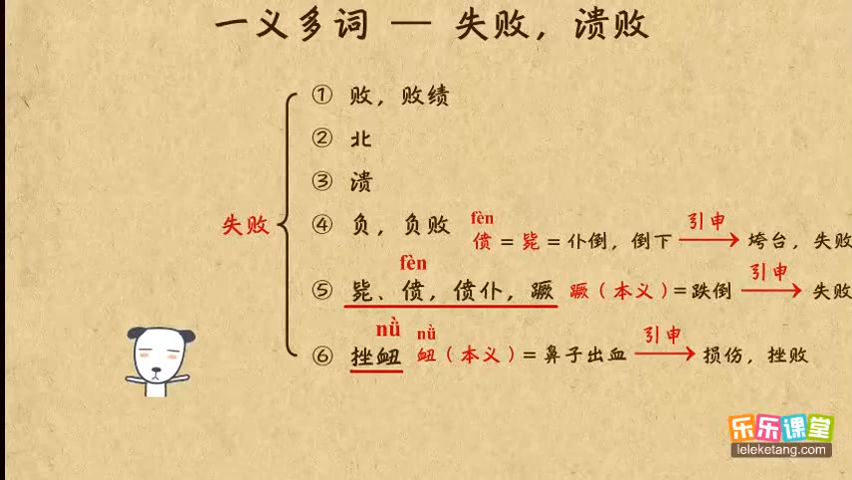 一义多词 — 失败，溃败
① 败，败绩
② 北
③ 溃
失败
④ 负，负败
fèn
偾 = 毙 = 仆倒，倒下 引申 垮台，失败
fèn
⑤ 毙、偾，偾仆，蹶 蹶（本义）=跌倒 引申 失败
nǜ nǜ
⑥ 挫衄 衄（本义）= 鼻子出血 引申 损伤，挫败
乐乐课堂
leleketang.com